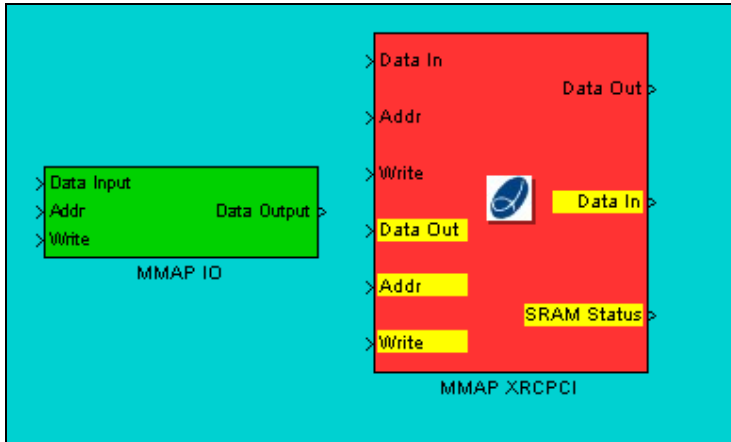 Data Input
Addr
Write
Data Output
MMAP IO
Data In
Addr
Write
Data Out
Addr
Write
Data Out
Data In
SRAM Status
MMAP XRCPCI